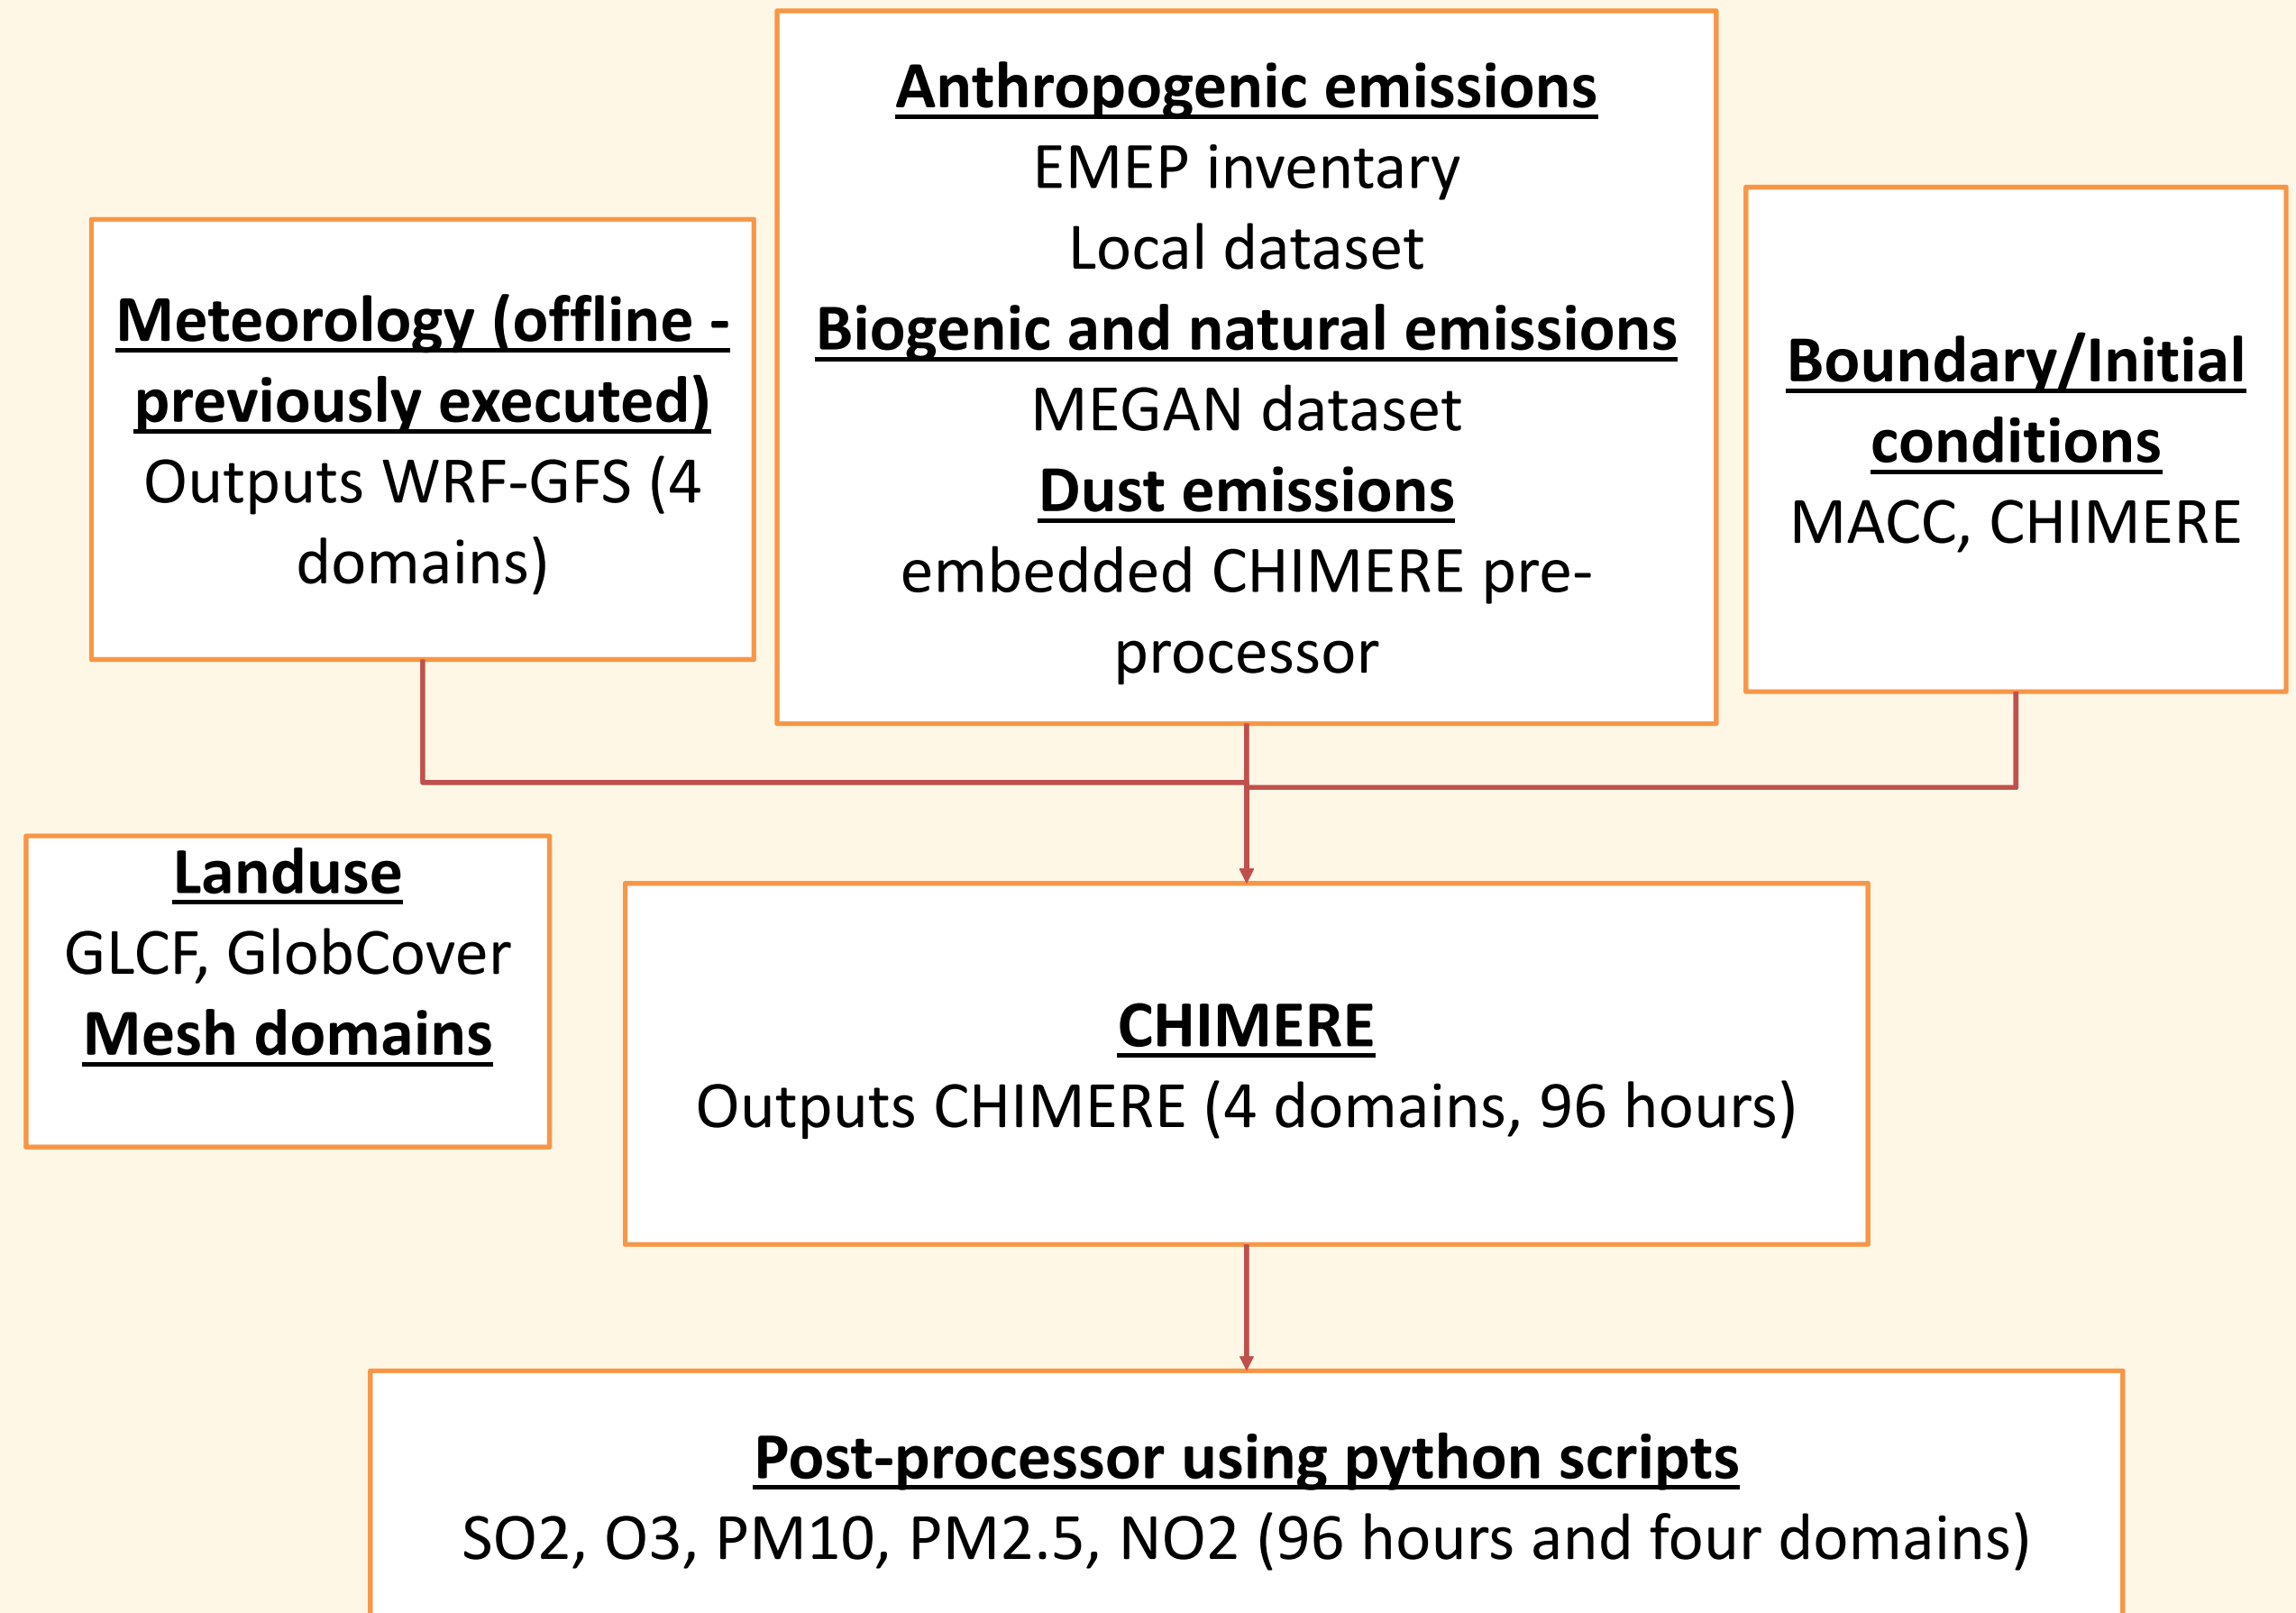 Anthropogenic emissions
EMEP inventary
Local dataset
Biogenic and natural emissions
MEGAN dataset
Dust emissions
embedded CHIMERE pre-
processor
Meteorology (offline -
previously executed)
Outputs WRF-GFS (4
domains)
Boundary/Initial
conditions
MACC, CHIMERE
Landuse
GLCF, GlobCover
Mesh domains
CHIMERE
Outputs CHIMERE (4 domains, 96 hours)
Post-processor using python scripts
SO2, O3, PM10, PM2.5, NO2 (96 hours and four domains)